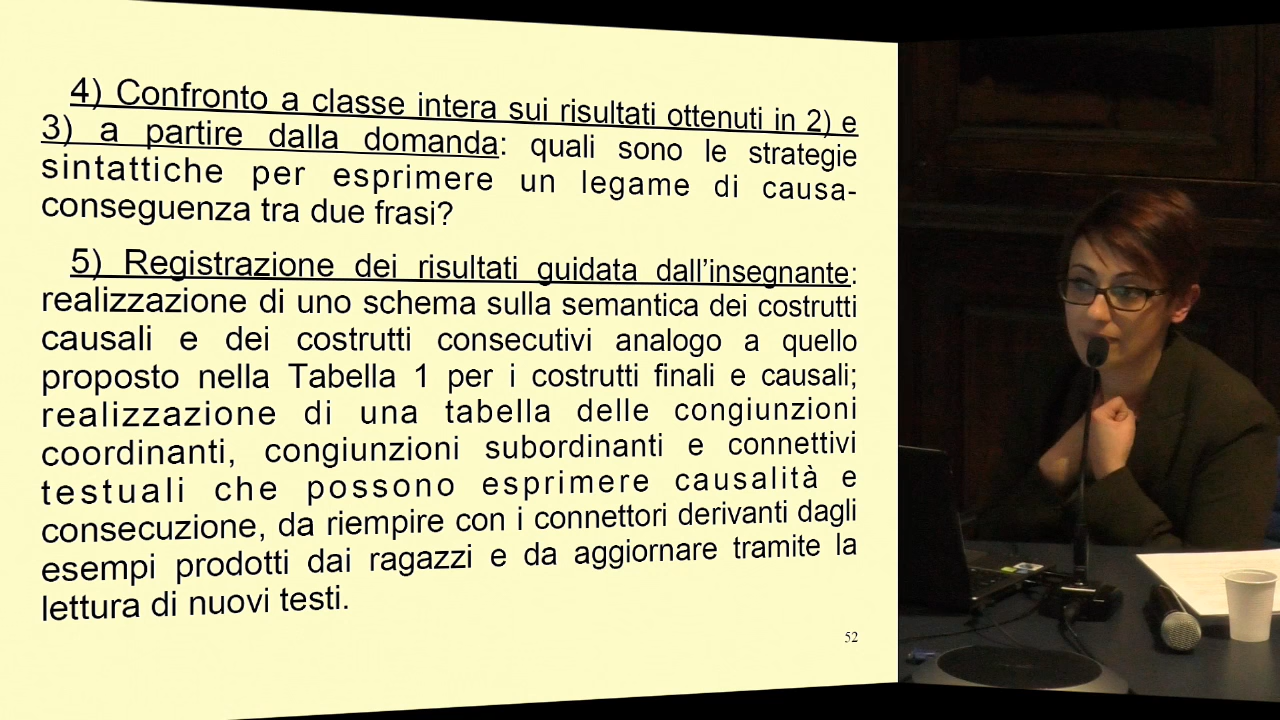 4) Confronto a classe intera sui risultati ottenuti in 2) e
3) a partire dalla domanda: quali sono le strategie
sintattiche per esprimere un legame di causa-
conseguenza tra due frasi?
5) Registrazione dei risultati guidata dall’insegnante:
realizzazione di uno schema sulla semantica dei costrutti
causali e dei costrutti consecutivi analogo a quello
proposto nella Tabella 1 per i costrutti finali e causali;
realizzazione di una tabella delle congiunzioni
coordinanti, congiunzioni subordinanti e connettivi
testuali che possono esprimere causalità e
consecuzione, da riempire con i connettori derivanti dagli
esempi prodotti dai ragazzi e da aggiornare tramite la
lettura di nuovi testi.
52